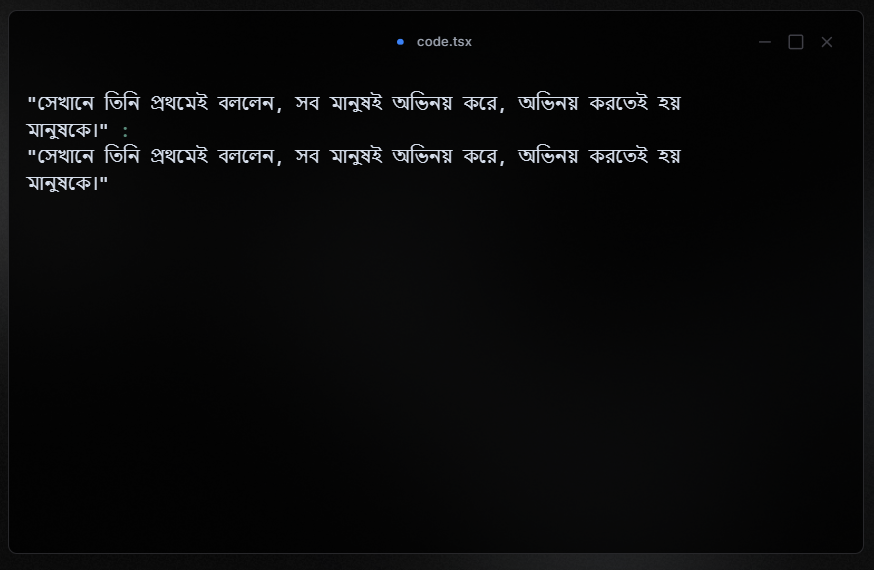 code.tsx
"সেখানে তিনি প্রথমেই বললেন, সব মানুষই অভিনয় করে, অভিনয় করতেই হয়
মানুষকে।" :
"সেখানে তিনি প্রথমেই বললেন, সব মানুষই অভিনয় করে, অভিনয় করতেই হয়
মানুষকে।"